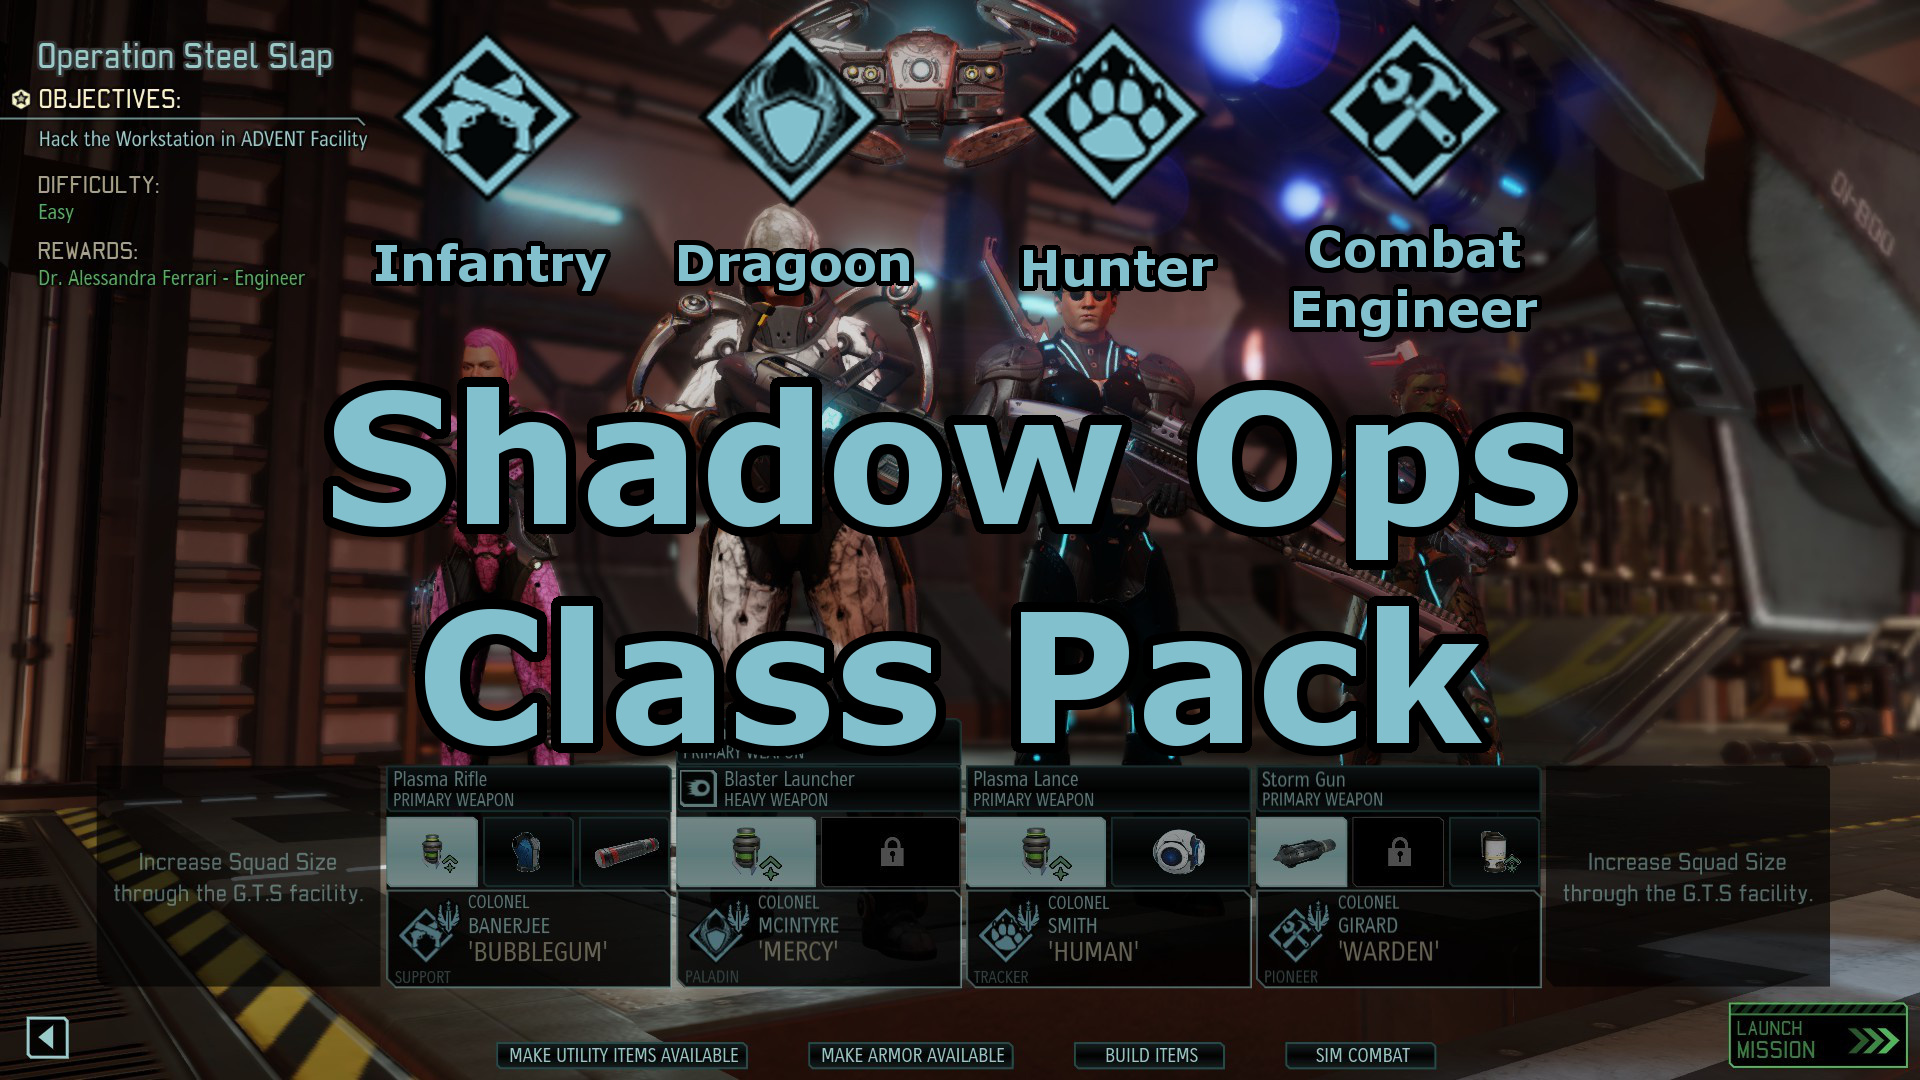 Operation Steel Slap
OBJECTIVES:
Hack the Workstation in ADVENT Facility
DIFFICULTY:
Easy
REWARDS:
Dr. Alessandra Ferrari - Engineer
Infantry
Dragoon
Hunter
Combat
Engineer
Shadow Ops
Class Pack
Increase Squad Size
through the G.T.S facility.
Plasma Rifle
PRIMARY WEAPON
COLONEL
BANERJEE
'BUBBLEGUM'
SUPPORT
PRIMARY WEAPON
Blaster Launcher
HEAVY WEAPON
COLONEL
MCINTYRE
'MERCY'
PALADIN
Plasma Lance
PRIMARY WEAPON
COLONEL
SMITH
'HUMAN'
TRACKER
Storm Gun
PRIMARY WEAPON
COLONEL
GIRARD
'WARDEN'
PIONEER
Increase Squad Size
through the G.T.S facility.
MAKE UTILITY ITEMS AVAILABLE
MAKE ARMOR AVAILABLE
BUILD ITEMS
SIM COMBAT
LAUNCH
MISSION